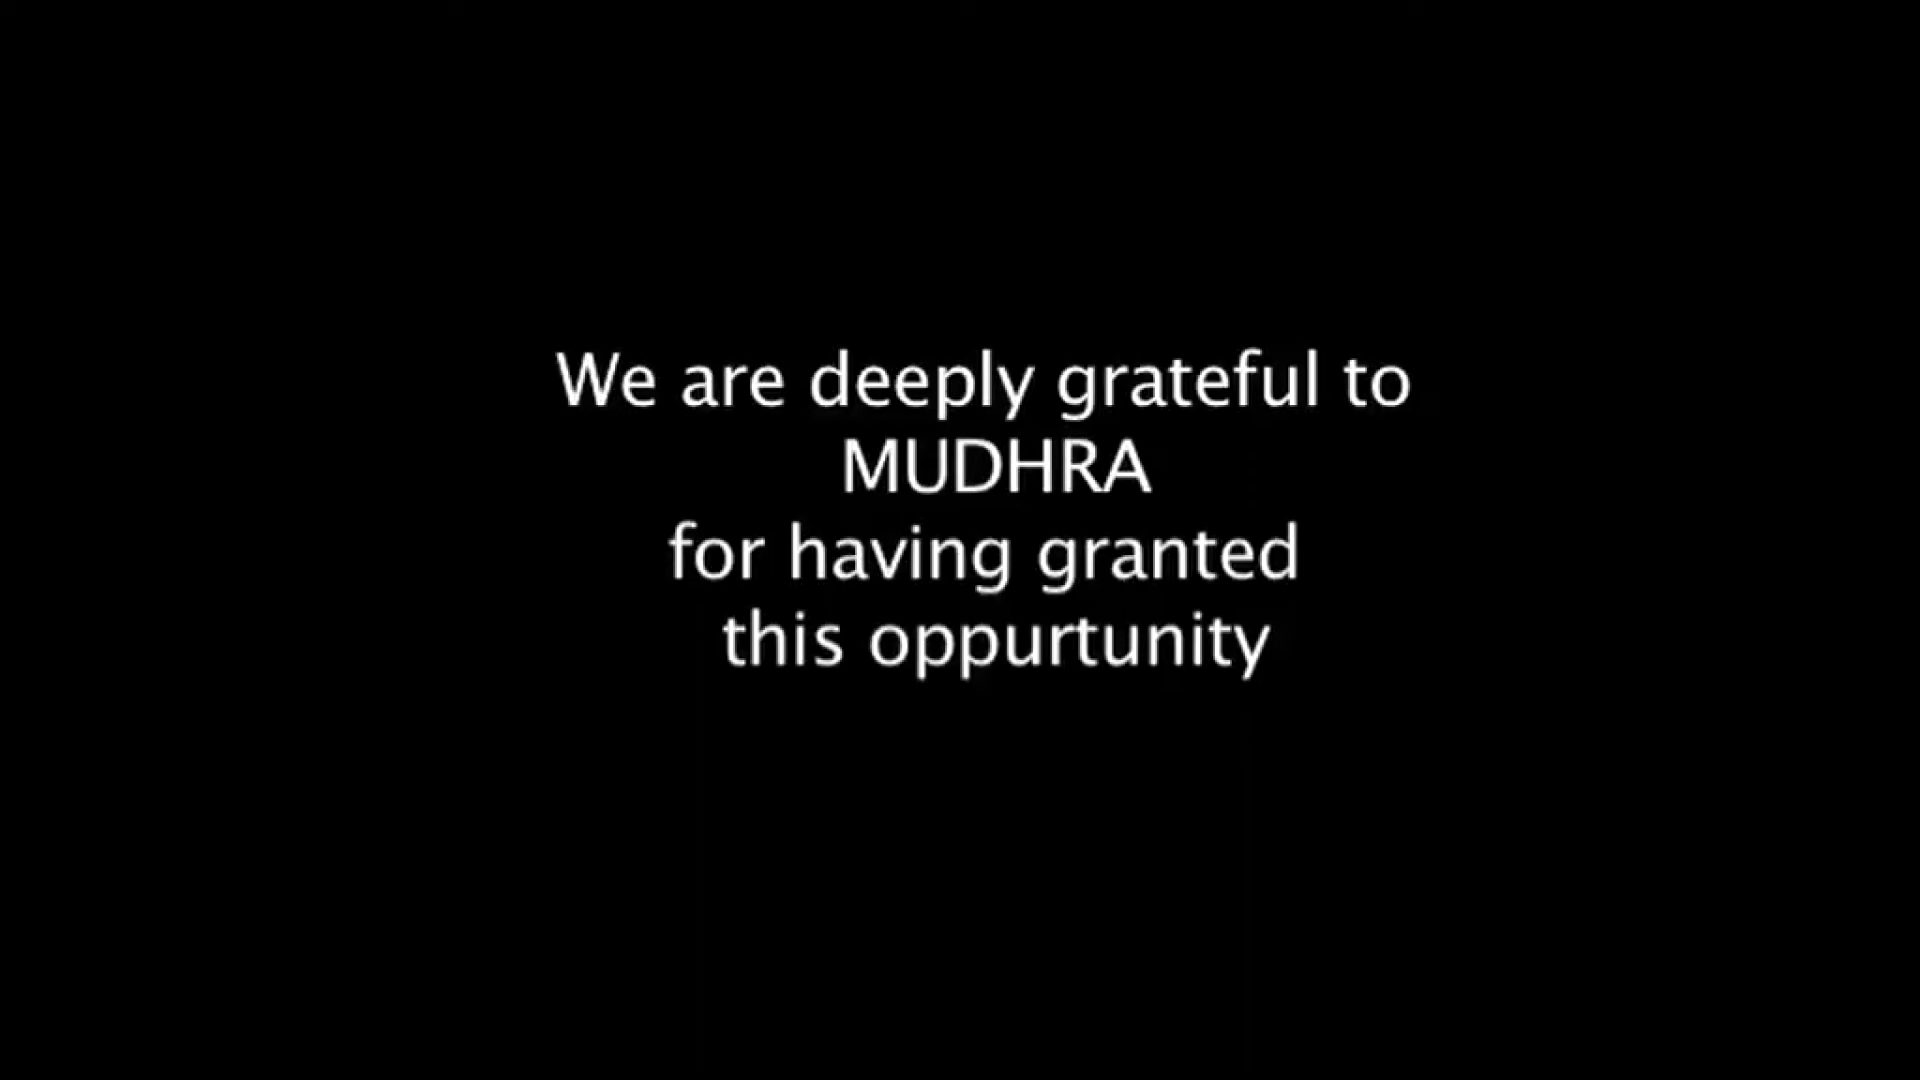 We are deeply grateful to
MUDHRA
for having granted
this oppurtunity